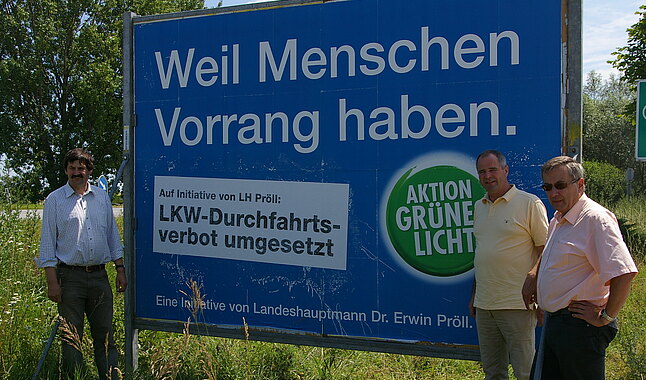 Weil Menschen
Vorrang haben.
Auf Initiative von LH Pröll:
LKW-Durchfahrts-
verbot umgesetzt
AKTION
GRÜNE
LICHT
Eine Initiative von Landeshauptmann Dr. Erwin Pröll.